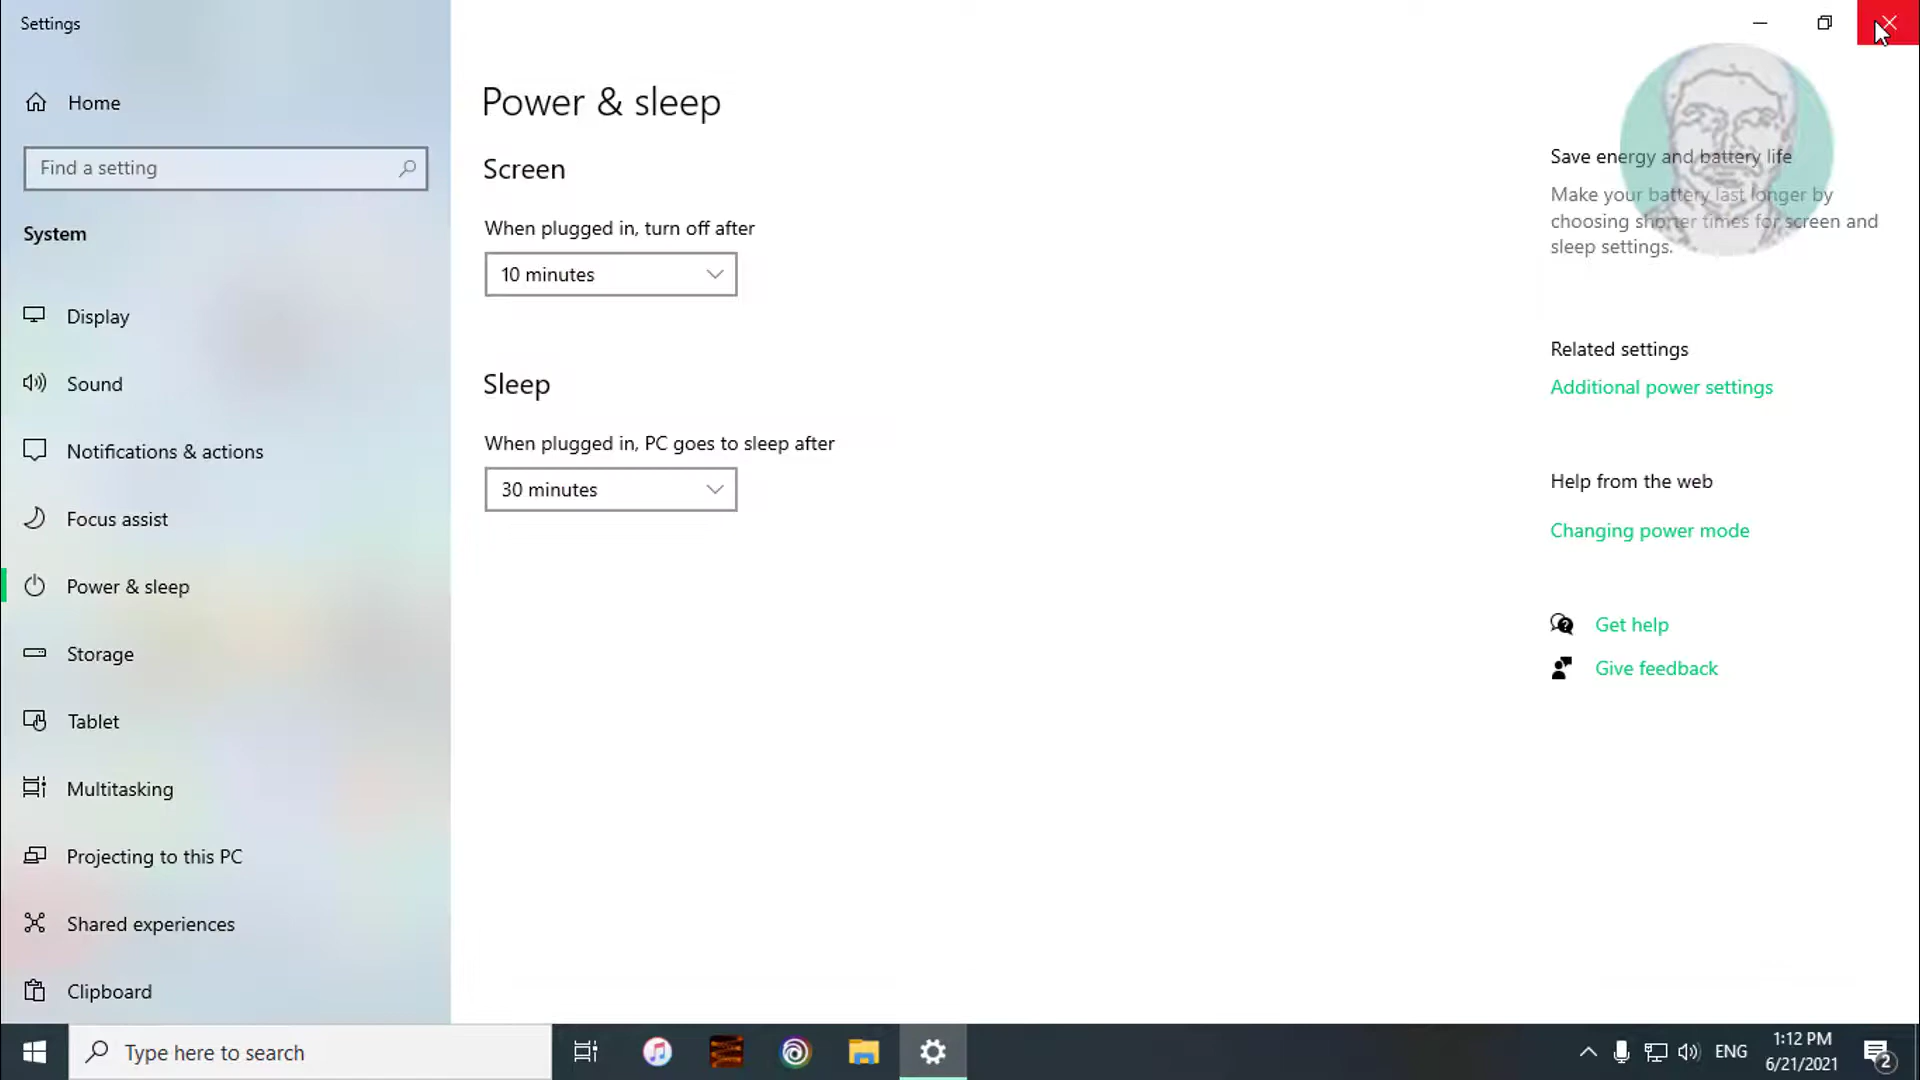 Settings
Home
Find a setting
System
Display
Sound
Notifications & actions
Focus assist
Power & sleep
Storage
Tablet
Multitasking
Projecting to this PC
Shared experiences
Clipboard
Power & sleep
Screen
When plugged in, turn off after
10 minutes
Sleep
When plugged in, PC goes to sleep after
30 minutes
Save energy and battery life
Make your battery last longer by
choosing shorter times for screen and
sleep settings.
Related settings
Additional power settings
Help from the web
Changing power mode
Get help
Give feedback
Type here to search
ENG
1:12 PM
6/21/2021
2